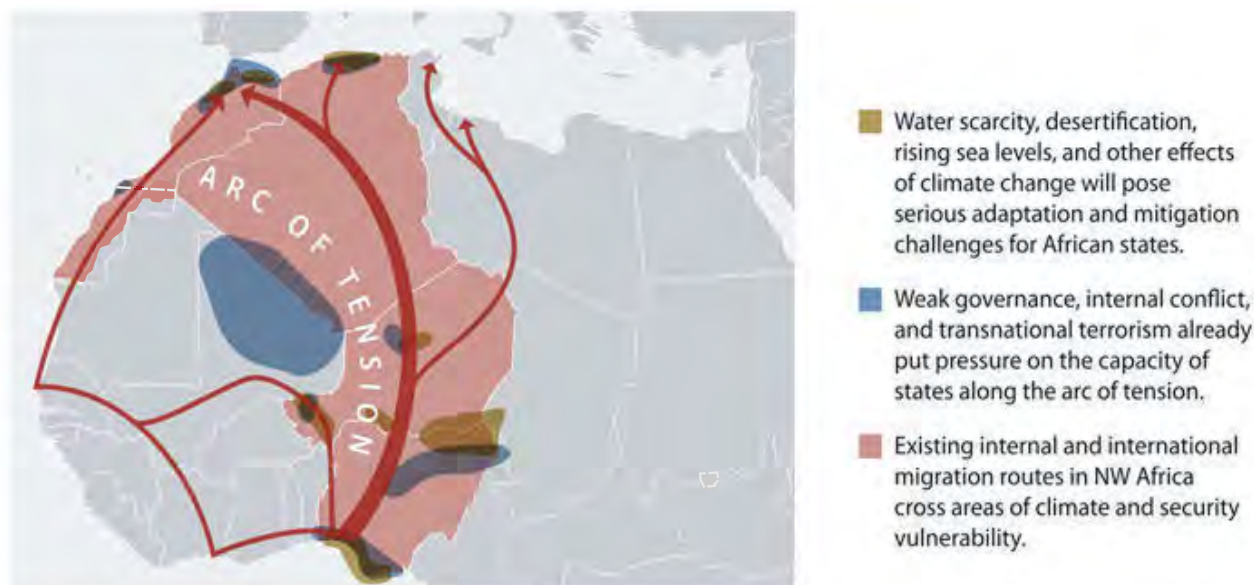 ARC OF TENSION
Water scarcity, desertification,
rising sea levels, and other effects
of climate change will pose
serious adaptation and mitigation
challenges for African states.
Weak governance, internal conflict,
and transnational terrorism already
put pressure on the capacity of
states along the arc of tension.
Existing internal and international
migration routes in NW Africa
cross areas of climate and security
vulnerability.